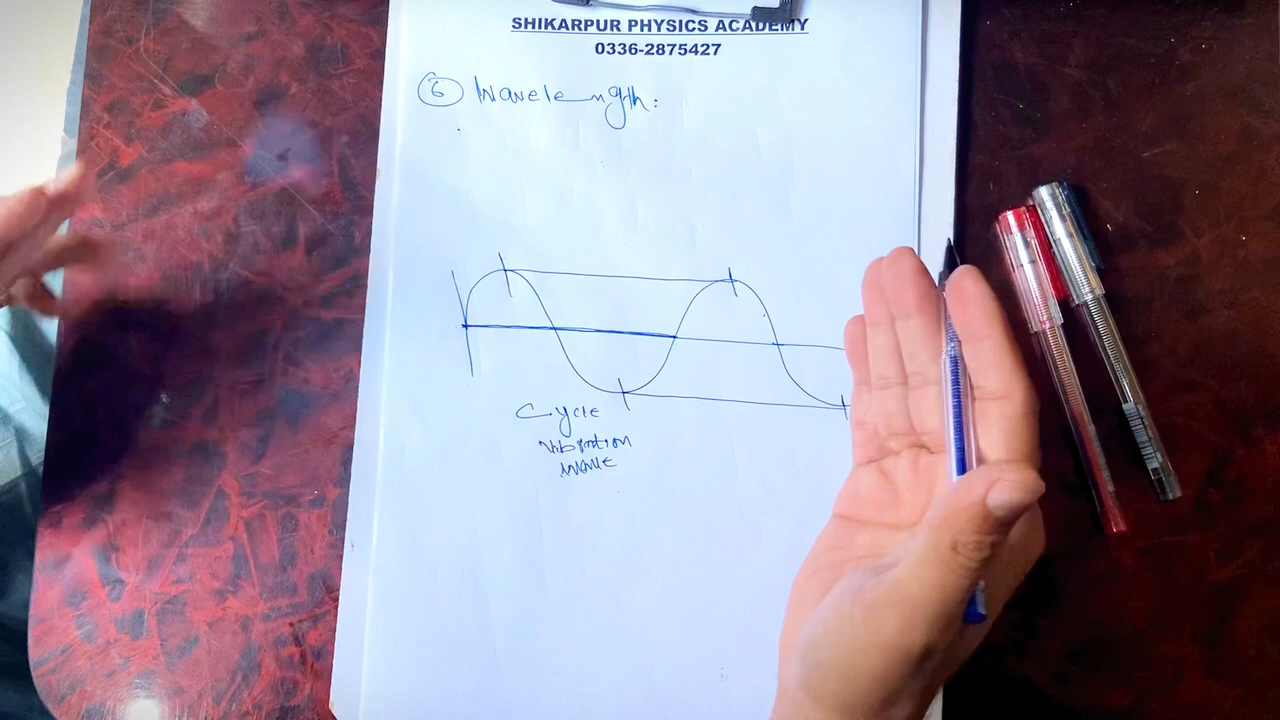 SHIKARPUR PHYSICS ACADEMY
0336-2875427
6 Wavelength:
Cycle
vibration
wave